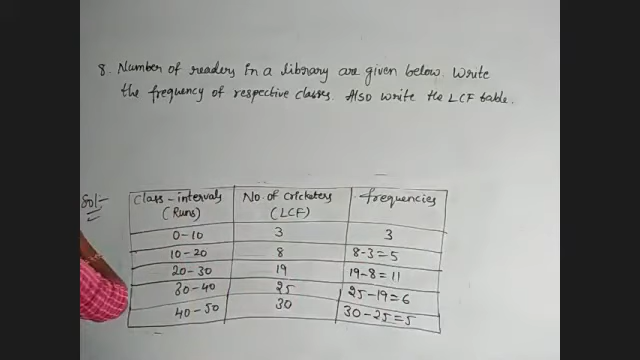 8. Number of readers in a library are given below. Write
the frequency of respective classes. Also write the LCF table.
Sol:-
Class-intervals (Runs) No. of Cricketers (LCF) frequencies
0-10 3 3
10-20 8 8-3=5
20-30 19 19-8=11
30-40 25 25-19=6
40-50 30 30-25=5